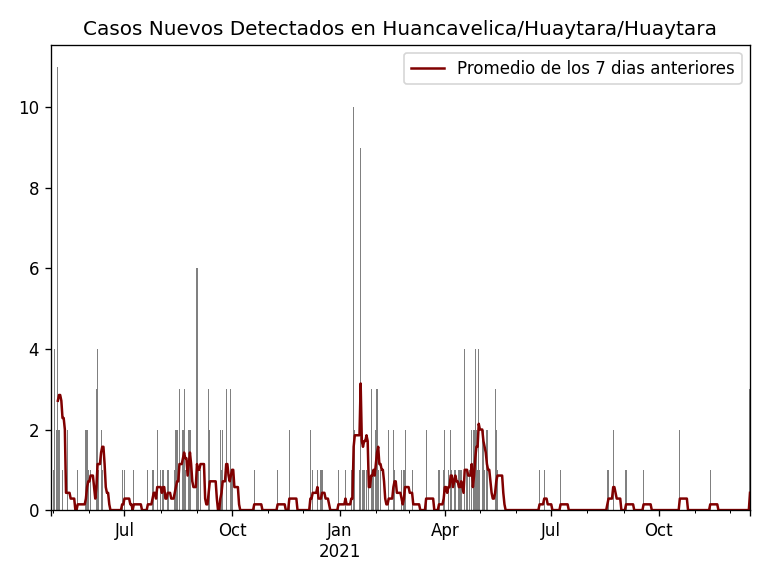 Casos Nuevos Detectados en Huancavelica/Huaytara/Huaytara
Promedio de los 7 dias anteriores
10
8
6
4
2
0
Jul Oct Jan Apr Jul Oct
2021